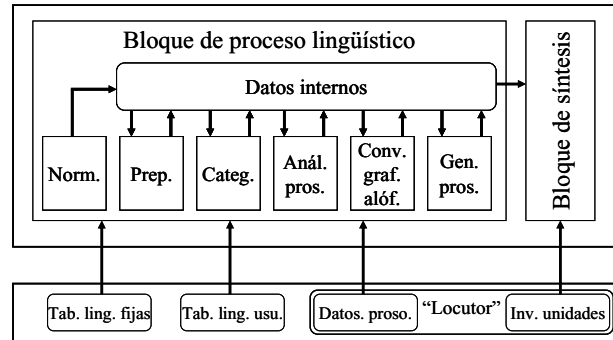 Bloque de proceso lingüístico
Datos internos
Norm.
Prep.
Categ.
Anál.
pros.
Conv.
graf.
alóf.
Gen.
pros.
Bloque de síntesis
Tab. ling. fijas
Tab. ling. usu.
Datos. proso.
“Locutor”
Inv. unidades